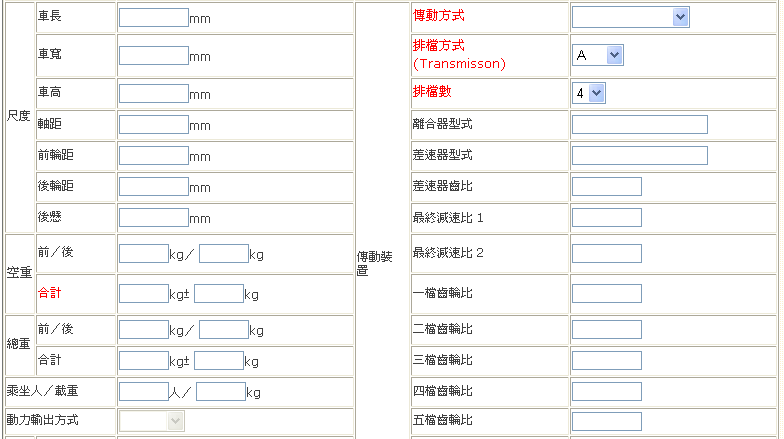 尺度
車長 mm
車寬 mm
車高 mm
軸距 mm
前輪距 mm
後輪距 mm
後懸 mm
空重
前／後 kg／ kg
合計 kg± kg
總重
前／後 kg／ kg
合計 kg± kg
乘坐人／載重 人／ kg
動力輸出方式
傳動裝
置
傳動方式
排檔方式 A
(Transmisson)
排檔數 4
離合器型式
差速器型式
差速器齒比
最終減速比 1
最終減速比 2
一檔齒輪比
二檔齒輪比
三檔齒輪比
四檔齒輪比
五檔齒輪比